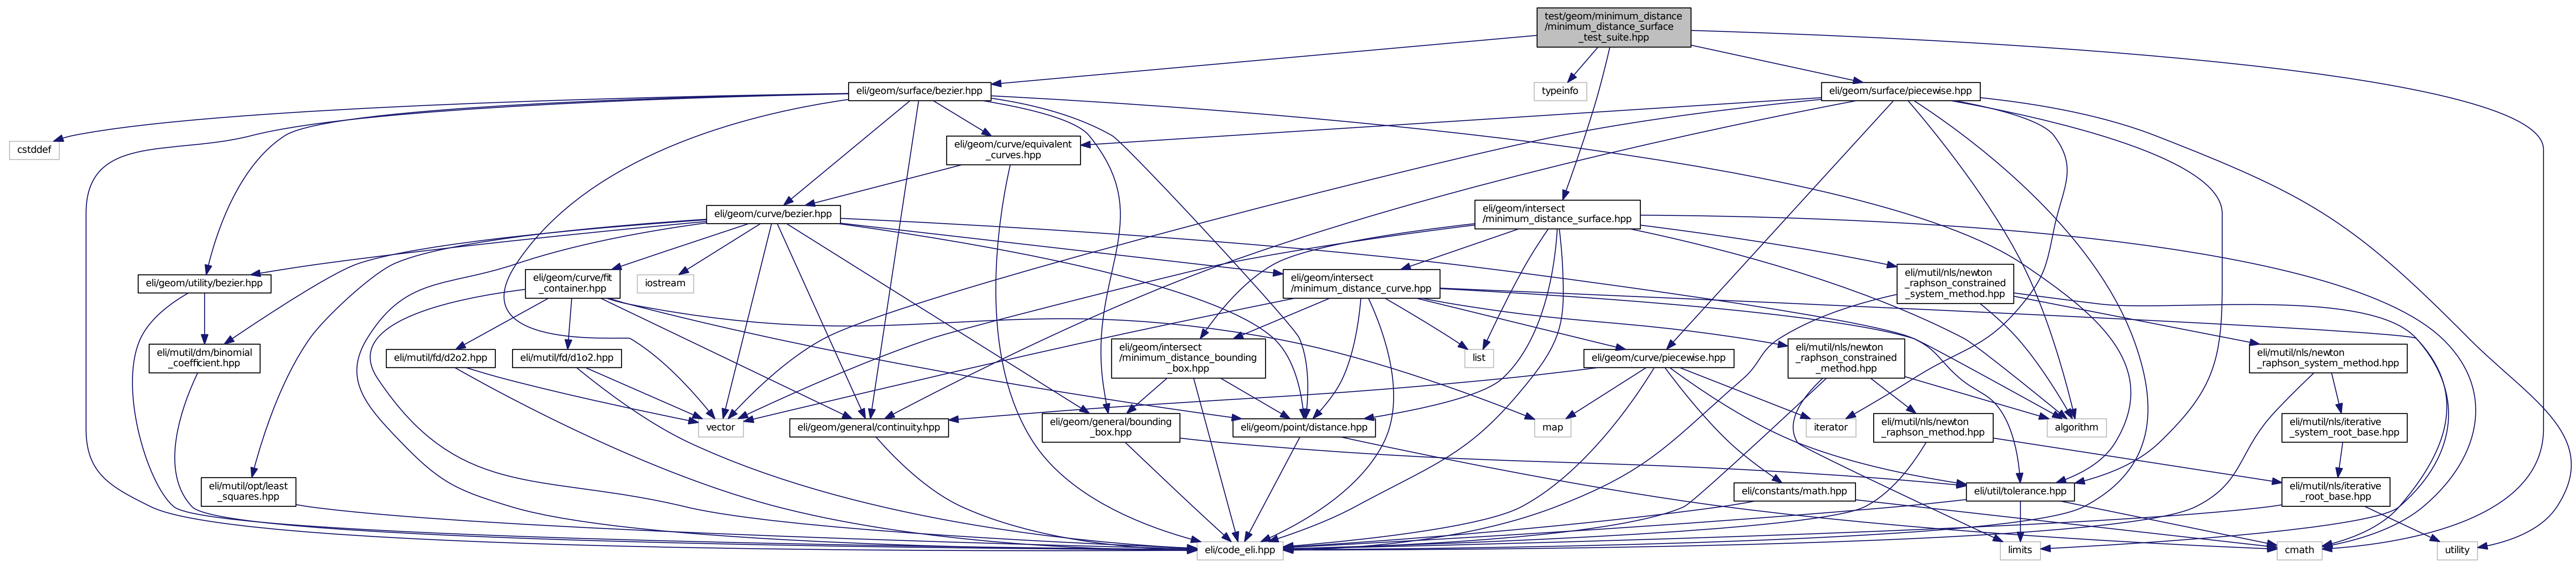 test/geom/minimum_distance
/minimum_distance_surface
_test_suite.hpp
eli/geom/surface/bezier.hpp
typeinfo
eli/geom/surface/piecewise.hpp
cstddef
eli/geom/curve/equivalent
_curves.hpp
eli/geom/curve/bezier.hpp
eli/geom/intersect
/minimum_distance_surface.hpp
eli/geom/utility/bezier.hpp
eli/geom/curve/fit
_container.hpp
iostream
eli/geom/intersect
/minimum_distance_curve.hpp
eli/mutil/nls/newton
_raphson_constrained
_system_method.hpp
eli/mutil/dm/binomial
_coefficient.hpp
eli/mutil/fd/d2o2.hpp
eli/mutil/fd/d1o2.hpp
eli/geom/intersect
/minimum_distance_bounding
_box.hpp
list
eli/geom/curve/piecewise.hpp
eli/mutil/nls/newton
_raphson_constrained
_method.hpp
eli/mutil/nls/newton
_raphson_system_method.hpp
vector
eli/geom/general/continuity.hpp
eli/geom/general/bounding
_box.hpp
eli/geom/point/distance.hpp
map
iterator
eli/mutil/nls/newton
_raphson_method.hpp
algorithm
eli/mutil/nls/iterative
_system_root_base.hpp
eli/mutil/opt/least
_squares.hpp
eli/constants/math.hpp
eli/util/tolerance.hpp
eli/mutil/nls/iterative
_root_base.hpp
eli/code_eli.hpp
limits
cmath
utility